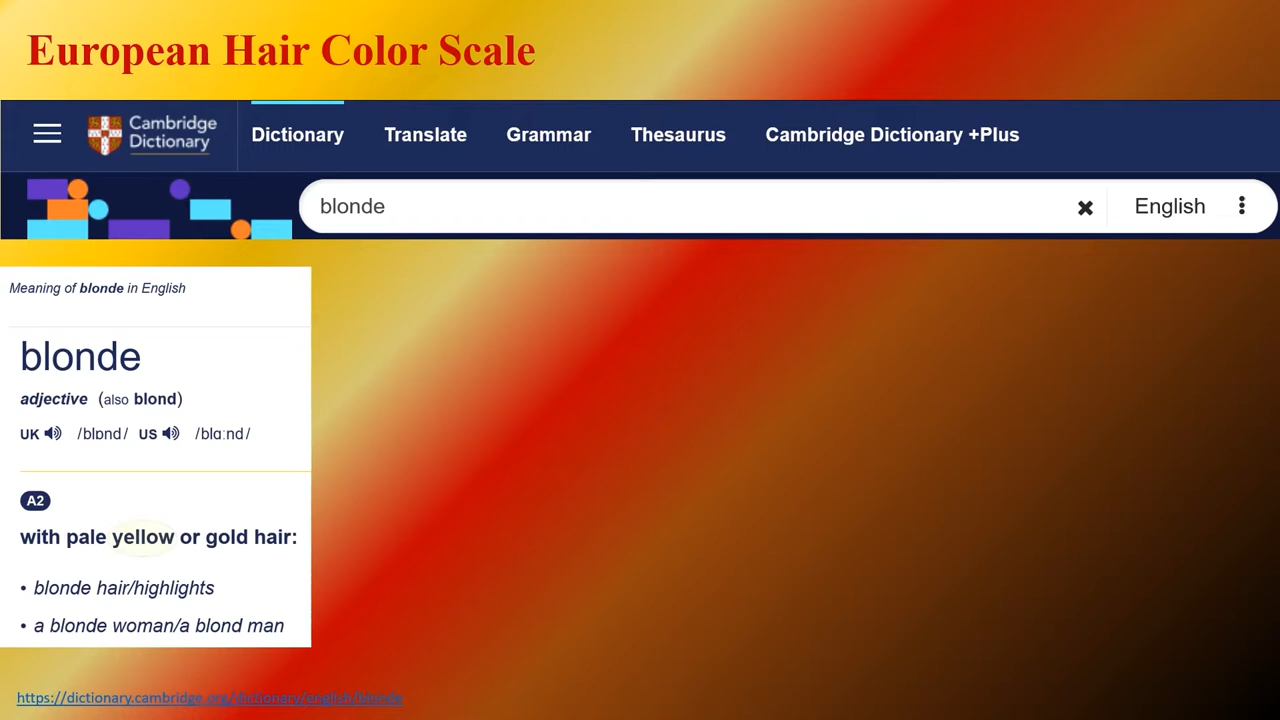 European Hair Color Scale
Cambridge Dictionary
Dictionary Translate Grammar Thesaurus Cambridge Dictionary +Plus
blonde English
Meaning of blonde in English
blonde
adjective (also blond)
UK /blɒnd/ US /blɑːnd/
A2
with pale yellow or gold hair:
• blonde hair/highlights
• a blonde woman/a blond man
https://dictionary.cambridge.org/dictionary/english/blonde